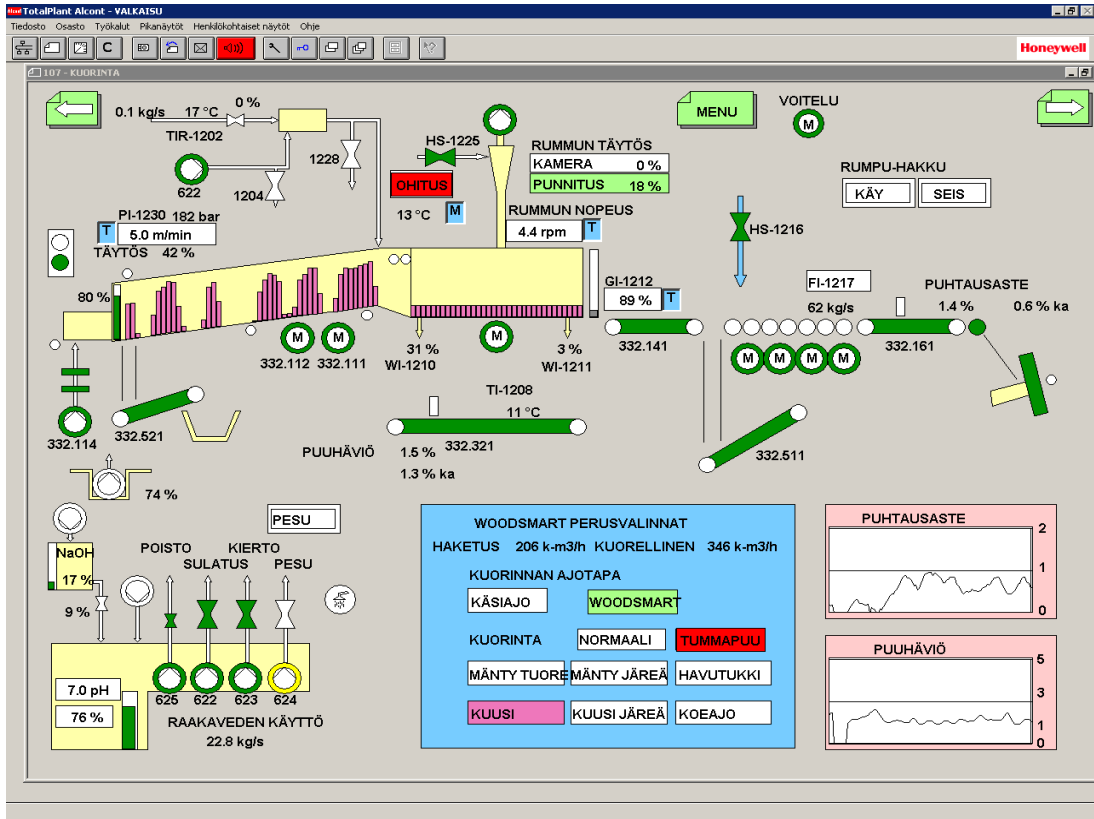 TotalPlant Alcont - VALKAISU
Tiedosto Osasto Työkalut Pikanäytöt Henkilökohtaiset näytöt Ohje
C
Honeywell
107 - KUORINTA
0.1 kg/s 17 °C 0 %
TIR-1202
622
1204
1228
HS-1225
OHITUS
13 °C M
RUMMUN TÄYTÖS
KAMERA 0 %
PUNNITUS 18 %
RUMMUN NOPEUS
4.4 rpm T
MENU
VOITELU
M
RUMPU-HAKKU
KÄY SEIS
HS-1216
PI-1230 182 bar
T 5.0 m/min
TÄYTÖS 42 %
80 %
GI-1212
89 % T
FI-1217
62 kg/s
PUHTAUSASTE
1.4 % 0.6 % ka
M M M
332.112 332.111
31 %
WI-1210
3 %
WI-1211
332.141
M M M M
332.161
332.114
332.521
TI-1208
11 °C
PUUHÄVIÖ 1.5 % 332.321
1.3 % ka
332.511
74 %
PESU
NaOH
17 %
9 %
POISTO KIERTO
SULATUS PESU
7.0 pH
76 %
625 622 623 624
RAAKAVEDEN KÄYTTÖ
22.8 kg/s
WOODSMART PERUSVALINNAT
HAKETUS 206 k-m3/h KUORELLINEN 346 k-m3/h
KUORINNAN AJOTAPA
KÄSIAJO WOODSMART
KUORINTA NORMAALI TUMMAPUU
MÄNTY TUORE MÄNTY JÄREÄ HAVUTUKKI
KUUSI KUUSI JÄREÄ KOEAJO
PUHTAUSASTE
2
1
0
PUUHÄVIÖ
5
3
1
0